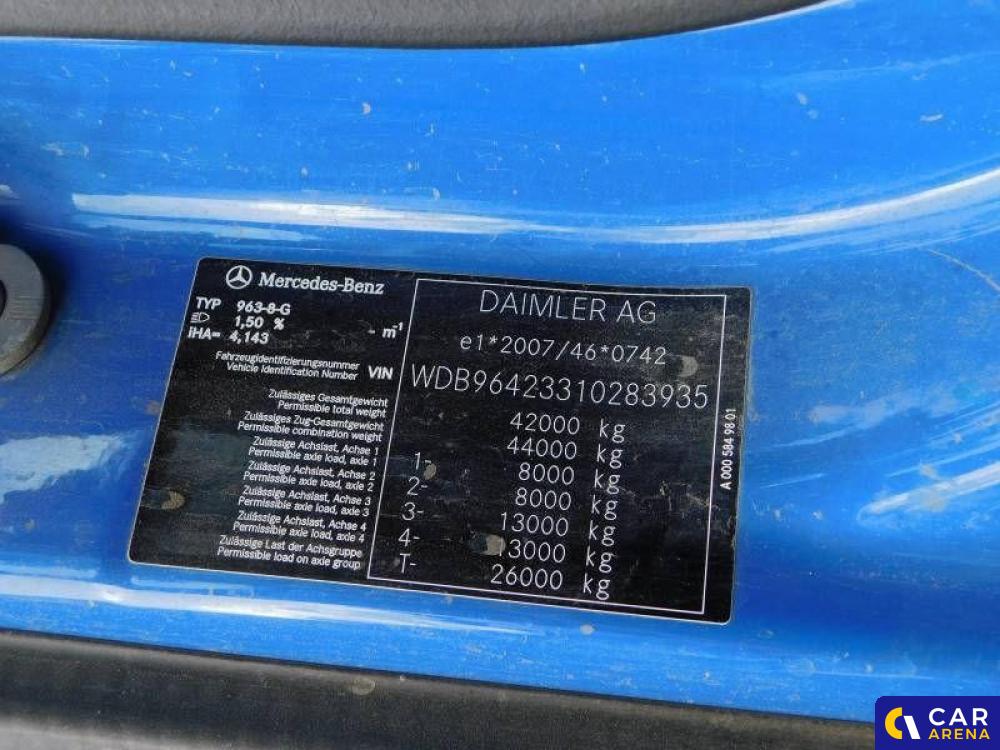 Mercedes-Benz
TYP 963-8-G
1,50 % - m-1
iHA= 4,143
Fahrzeugidentifizierungsnummer
Vehicle Identification Number VIN
Zulässiges Gesamtgewicht
Permissible total weight
Zulässiges Zug-Gesamtgewicht
Permissible combination weight
Zulässige Achslast, Achse 1
Permissible axle load, axle 1
Zulässige Achslast, Achse 2
Permissible axle load, axle 2
Zulässige Achslast, Achse 3
Permissible axle load, axle 3
Zulässige Achslast, Achse 4
Permissible axle load, axle 4
Zulässige Last der Achsgruppe
Permissible load on axle group
DAIMLER AG
e1*2007/46*0742
WDB96423310283935
42000 kg
44000 kg
1- 8000 kg
2- 8000 kg
3- 13000 kg
4- 3000 kg
T- 26000 kg
A 000 584 98 01
CAR
ARENA